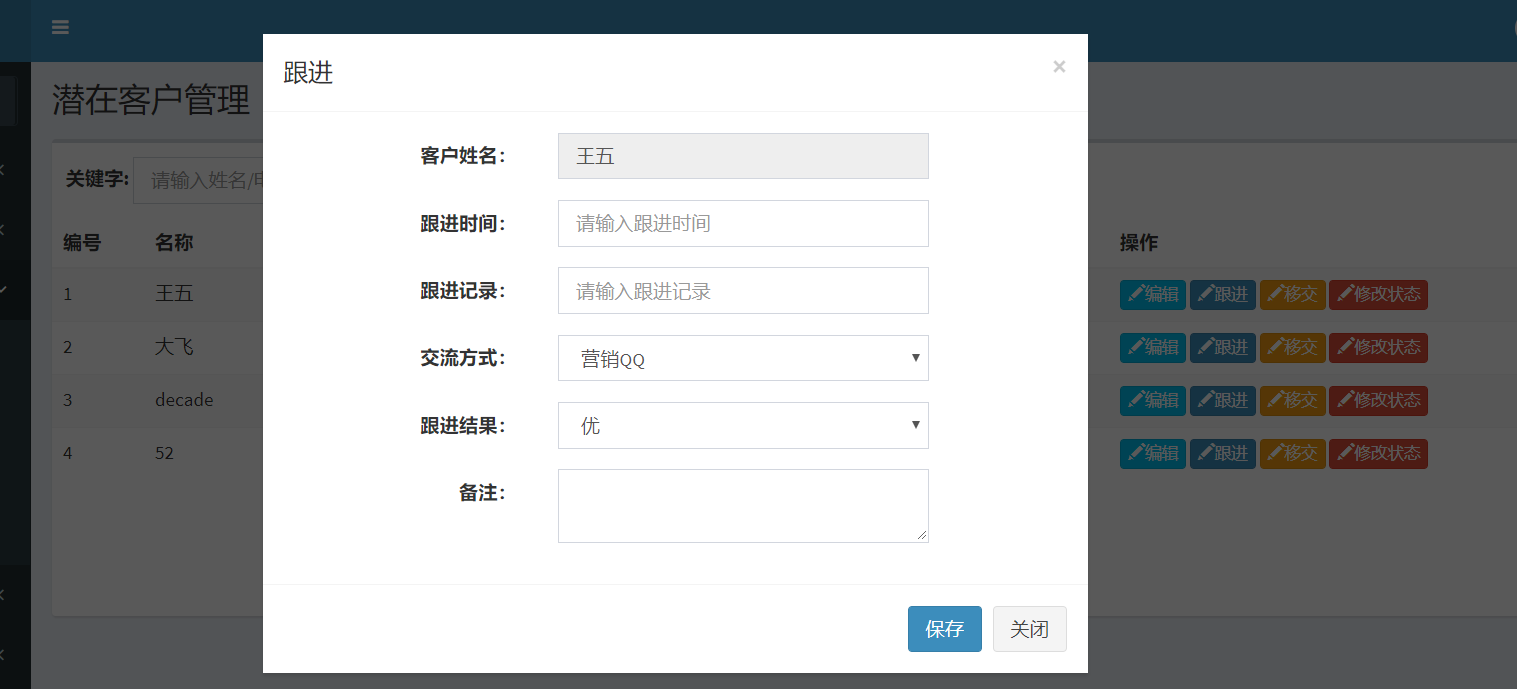 潜在客户管理
关键字: 请输入姓名/
编号 名称 操作
1 王五 编辑 跟进 移交 修改状态
2 大飞 编辑 跟进 移交 修改状态
3 decade 编辑 跟进 移交 修改状态
4 52 编辑 跟进 移交 修改状态
跟进 ×
客户姓名： 王五
跟进时间： 请输入跟进时间
跟进记录： 请输入跟进记录
交流方式： 营销QQ
跟进结果： 优
备注：
保存 关闭